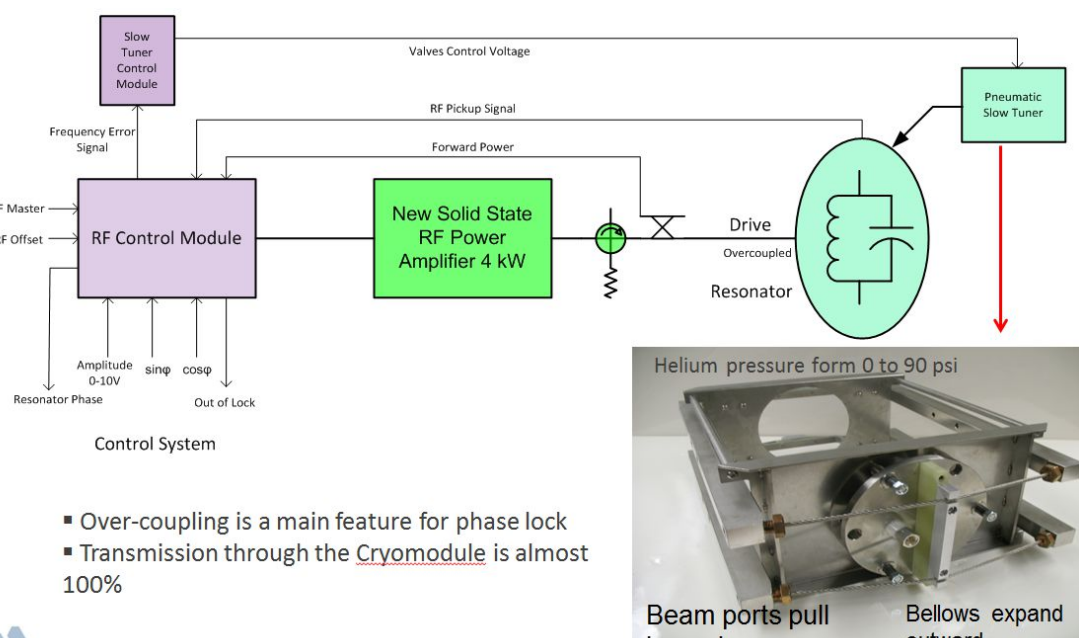 Slow
Tuner
Control
Module
Valves Control Voltage
Pneumatic
Slow Tuner
RF Pickup Signal
Frequency Error
Signal
Forward Power
F Master
F Offset
RF Control Module
New Solid State
RF Power
Amplifier 4 kW
Drive
Overcoupled
Resonator
Amplitude
0-10V
sinφ
cosφ
Resonator Phase
Out of Lock
Control System
Helium pressure form 0 to 90 psi
▪ Over-coupling is a main feature for phase lock
▪ Transmission through the Cryomodule is almost
100%
Beam ports pull
Bellows expand
outward